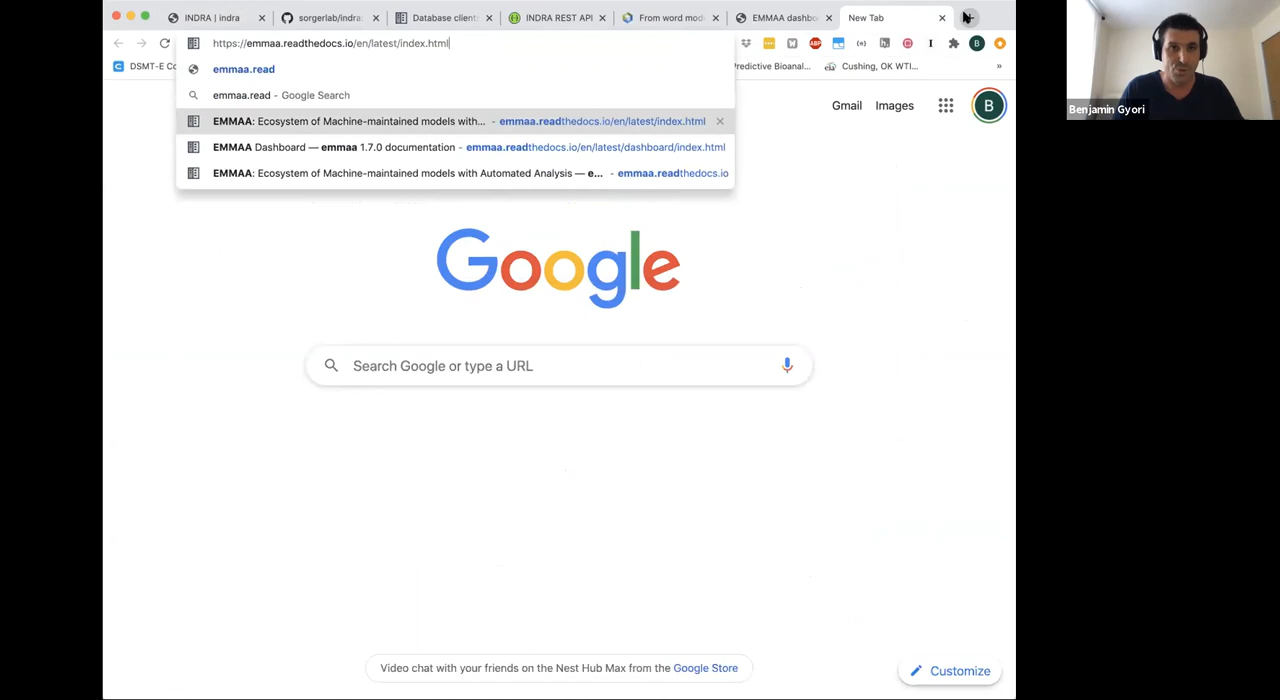 INDRA | indra
sorgerlab/indra:
Database client:
INDRA REST API
From word mode
EMMAA dashbo
New Tab
https://emmaa.readthedocs.io/en/latest/index.html
ABP
B
DSMT-E Co
redictive Bioanal...
Cushing, OK WTI...
»
emmaa.read
emmaa.read - Google Search
EMMAA: Ecosystem of Machine-maintained models with... - emmaa.readthedocs.io/en/latest/index.html
EMMAA Dashboard — emmaa 1.7.0 documentation - emmaa.readthedocs.io/en/latest/dashboard/index.html
EMMAA: Ecosystem of Machine-maintained models with Automated Analysis — e... - emmaa.readthedocs.io
Gmail
Images
B
Benjamin Gyori
Google
Search Google or type a URL
Video chat with your friends on the Nest Hub Max from the Google Store
Customize